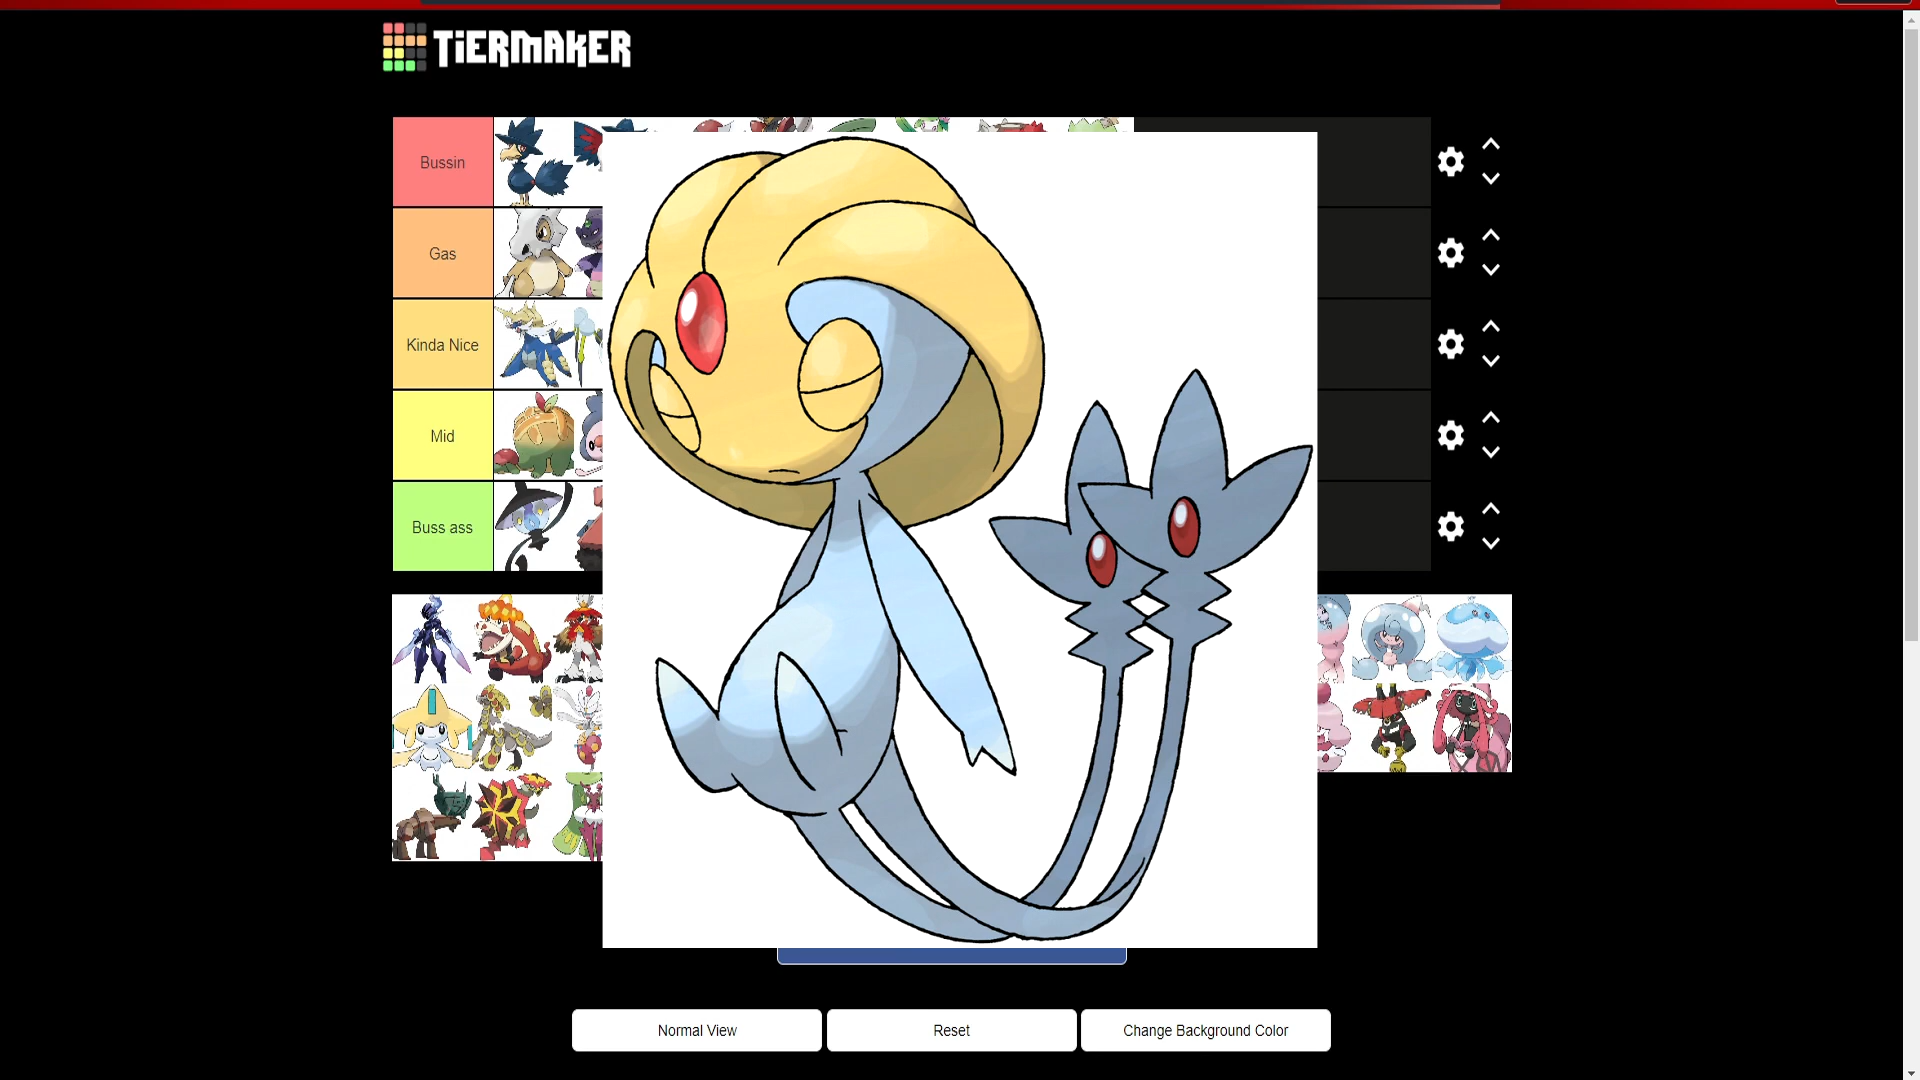 TiERMAKER
Bussin
Gas
Kinda Nice
Mid
Buss ass
Normal View
Reset
Change Background Color